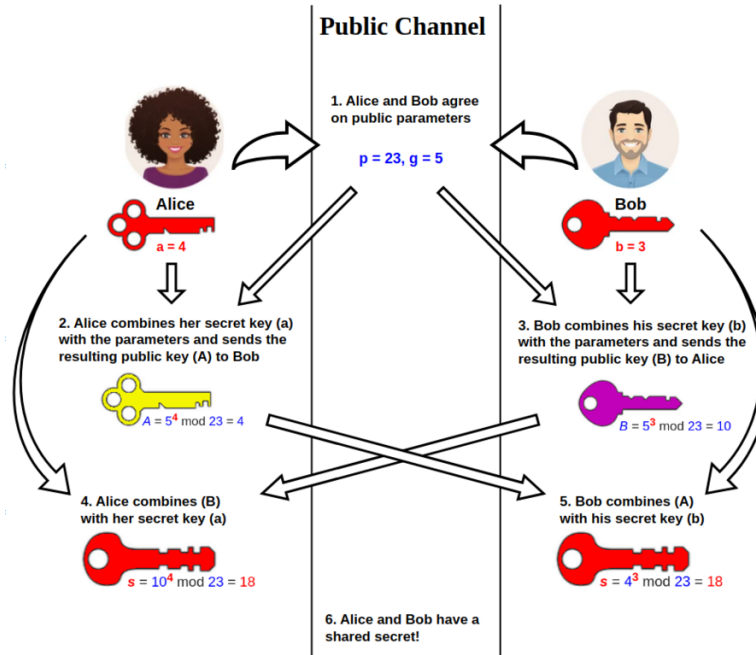 Public Channel
1. Alice and Bob agree
on public parameters
p = 23, g = 5
Alice
a = 4
Bob
b = 3
2. Alice combines her secret key (a)
with the parameters and sends the
resulting public key (A) to Bob
A = 5⁴ mod 23 = 4
3. Bob combines his secret key (b)
with the parameters and sends the
resulting public key (B) to Alice
B = 5³ mod 23 = 10
4. Alice combines (B)
with her secret key (a)
s = 10⁴ mod 23 = 18
5. Bob combines (A)
with his secret key (b)
s = 4³ mod 23 = 18
6. Alice and Bob have a
shared secret!